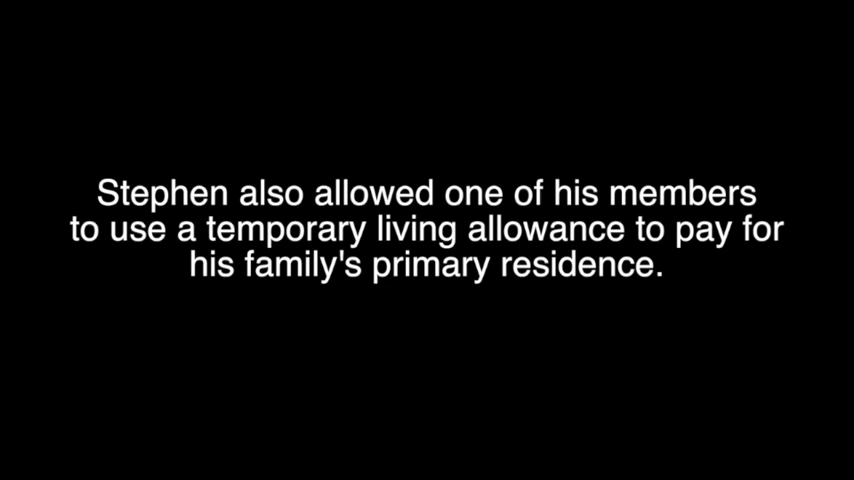 Stephen also allowed one of his members
to use a temporary living allowance to pay for
his family's primary residence.